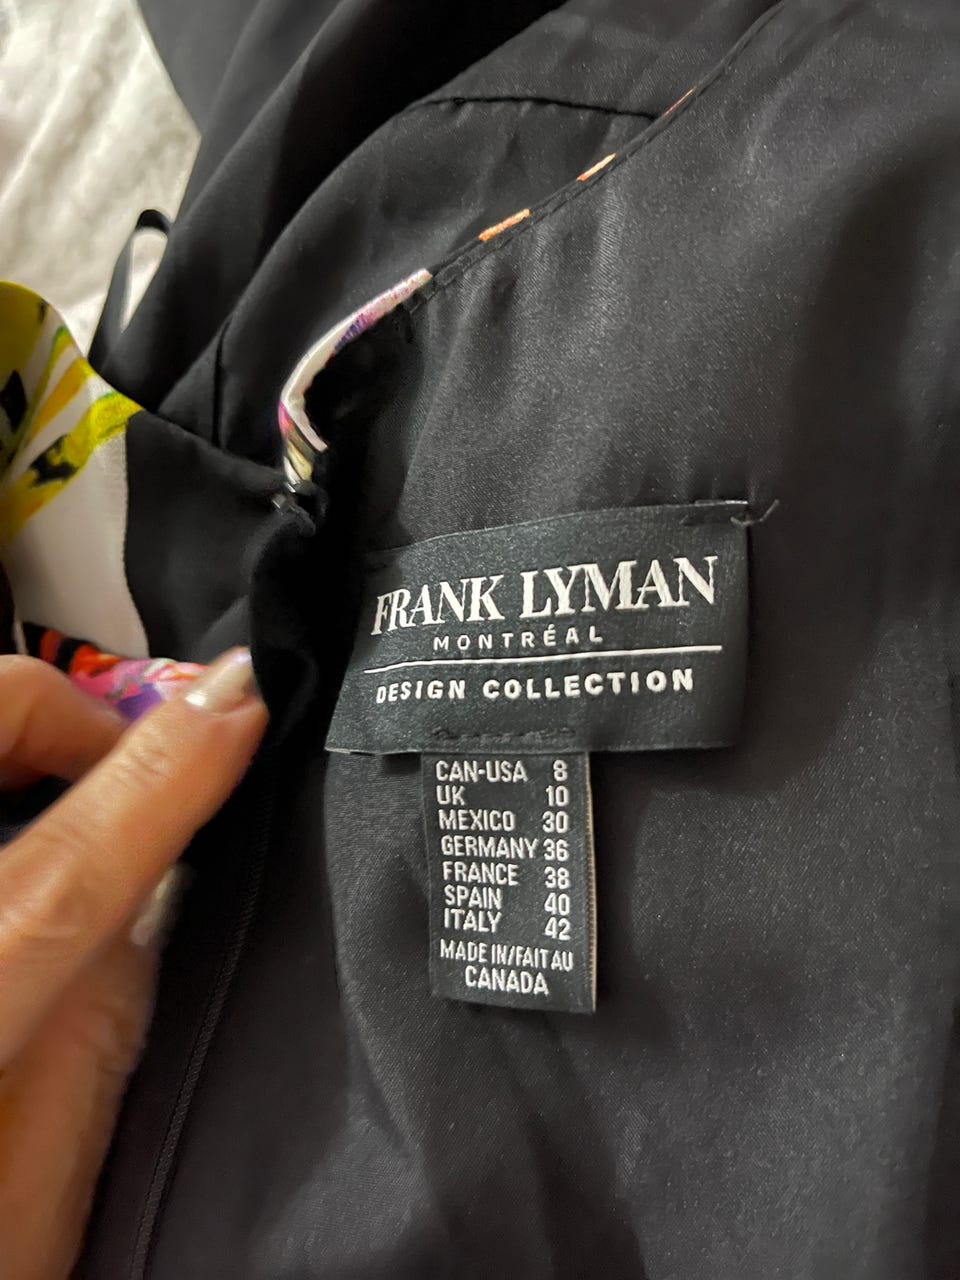 FRANK LYMAN
MONTRÉAL
DESIGN COLLECTION
CAN-USA 8
UK 10
MEXICO 30
GERMANY 36
FRANCE 38
SPAIN 40
ITALY 42
MADE IN/FAIT AU
CANADA